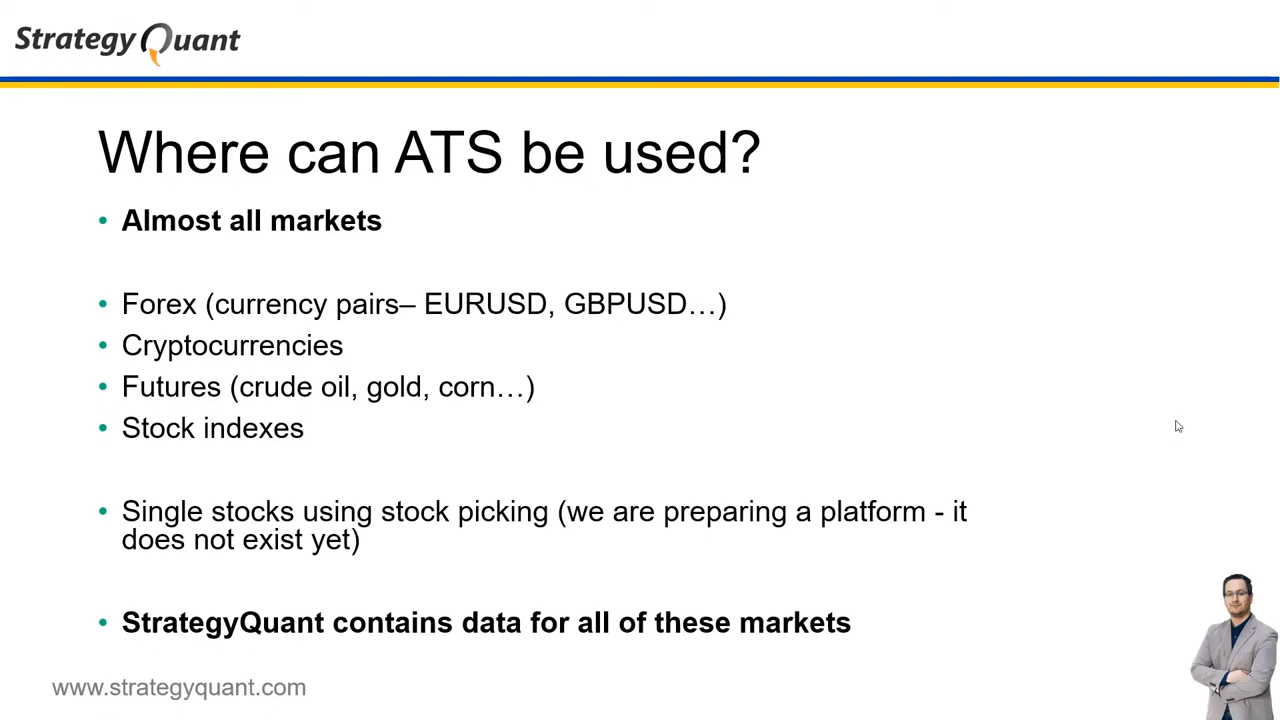 StrategyQuant
Where can ATS be used?
• Almost all markets
• Forex (currency pairs– EURUSD, GBPUSD…)
• Cryptocurrencies
• Futures (crude oil, gold, corn…)
• Stock indexes
• Single stocks using stock picking (we are preparing a platform - it
does not exist yet)
• StrategyQuant contains data for all of these markets
www.strategyquant.com